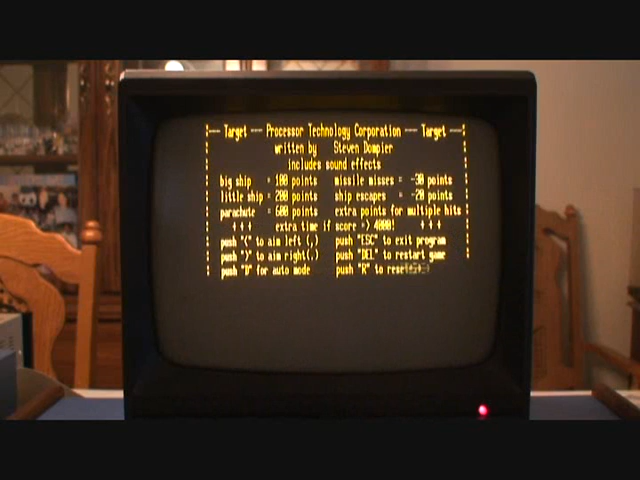 Target --- Processor Technology Corporation --- Target
written by Steven Dompier
includes sound effects
big ship = 100 points missile misses = -30 points
little ship = 200 points ship escapes = -20 points
parachute = 600 points extra points for multiple hits
+ + + extra time if score => 4000! + + +
push "<" to aim left (,) push "ESC" to exit program
push ">" to aim right(.) push "DEL" to restart game
for auto mode push "R" to reset